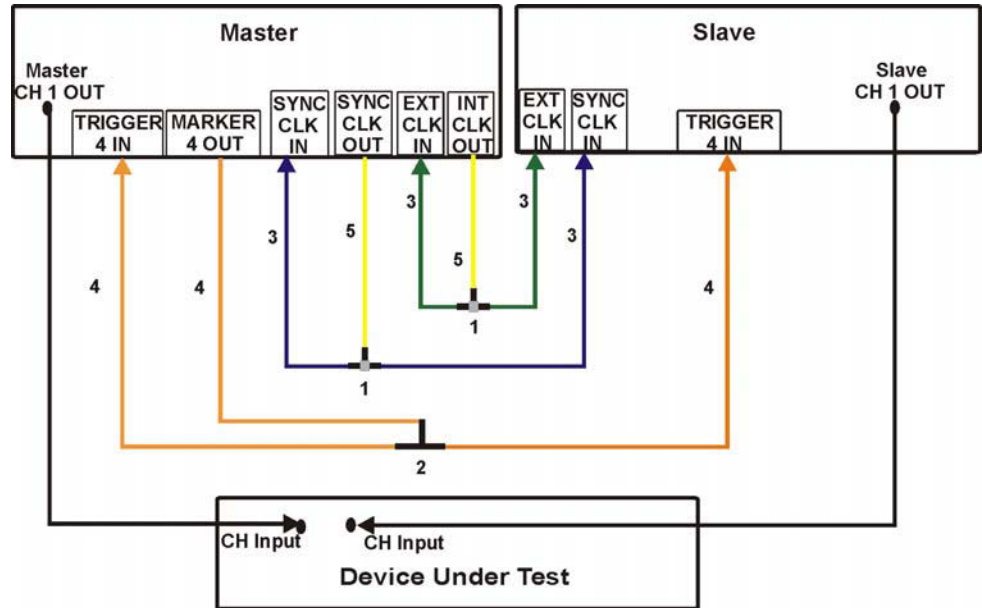 Master
Slave
Master
CH 1 OUT
Slave
CH 1 OUT
TRIGGER
4 IN
MARKER
4 OUT
SYNC
CLK
IN
SYNC
CLK
OUT
EXT
CLK
IN
INT
CLK
OUT
EXT
CLK
IN
SYNC
CLK
IN
TRIGGER
4 IN
3
3
3
5
3
5
4
4
4
1
1
2
CH Input
CH Input
Device Under Test